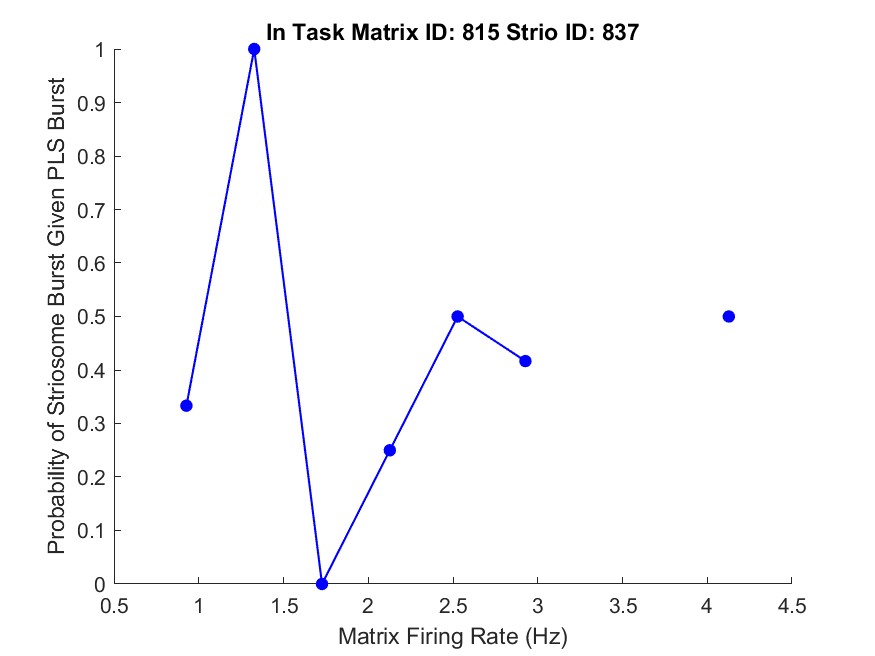 In Task Matrix ID: 815 Strio ID: 837
Probability of Striosome Burst Given PLS Burst
1
0.9
0.8
0.7
0.6
0.5
0.4
0.3
0.2
0.1
0
0.5 1 1.5 2 2.5 3 3.5 4 4.5
Matrix Firing Rate (Hz)